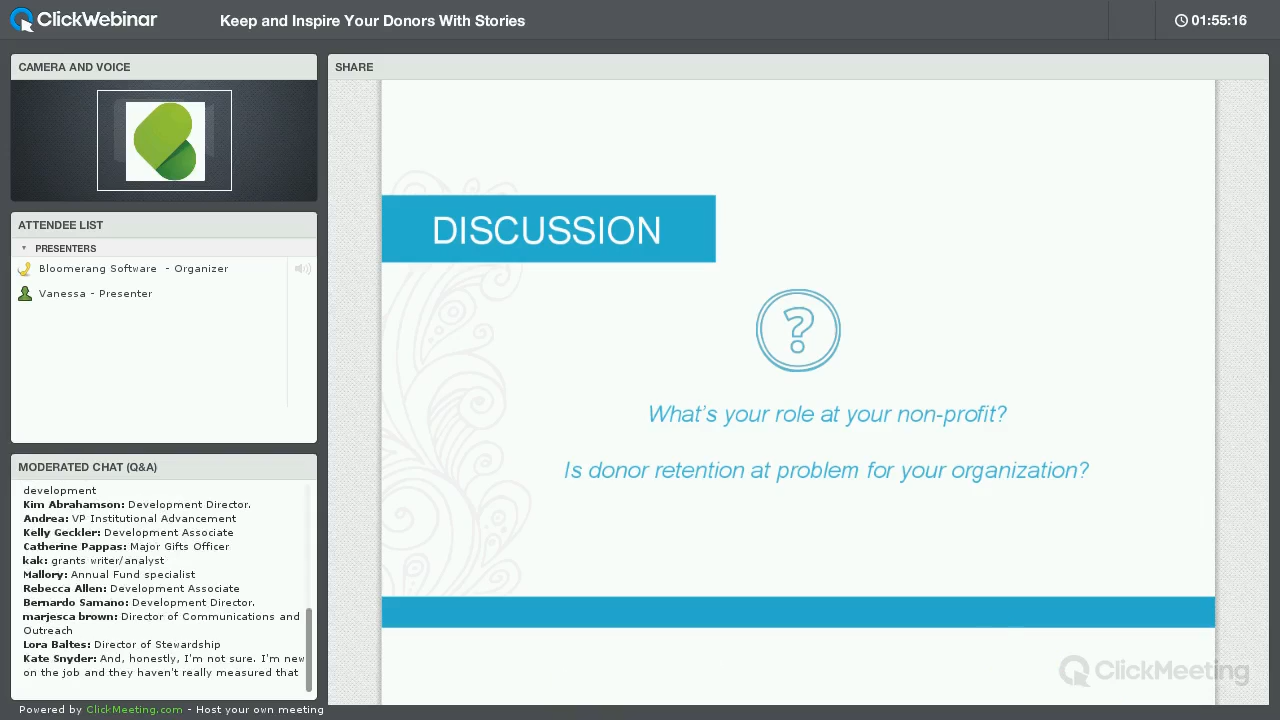 ClickWebinar
Keep and Inspire Your Donors With Stories
01:55:16
CAMERA AND VOICE
ATTENDEE LIST
PRESENTERS
Bloomerang Software - Organizer
Vanessa - Presenter
MODERATED CHAT (Q&A)
development
Kim Abrahamson: Development Director.
Andrea: VP Institutional Advancement
Kelly Geckler: Development Associate
Catherine Pappas: Major Gifts Officer
kak: grants writer/analyst
Mallory: Annual Fund specialist
Rebecca Allen: Development Associate
Bernardo Samano: Development Director.
marjesca brown: Director of Communications and
Outreach
Lora Baltes: Director of Stewardship
Kate Snyder: And, honestly, I'm not sure. I'm new
on the job and they haven't really measured that
Powered by ClickMeeting.com - Host your own meeting
SHARE
DISCUSSION
?
What's your role at your non-profit?
Is donor retention at problem for your organization?
ClickMeeting